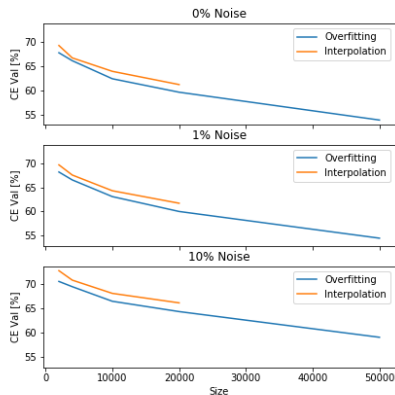 0% Noise
CE Val [%]
70
65
60
55
Overfitting
Interpolation
1% Noise
CE Val [%]
70
65
60
55
Overfitting
Interpolation
10% Noise
CE Val [%]
70
65
60
55
Overfitting
Interpolation
0 10000 20000 30000 40000 50000
Size